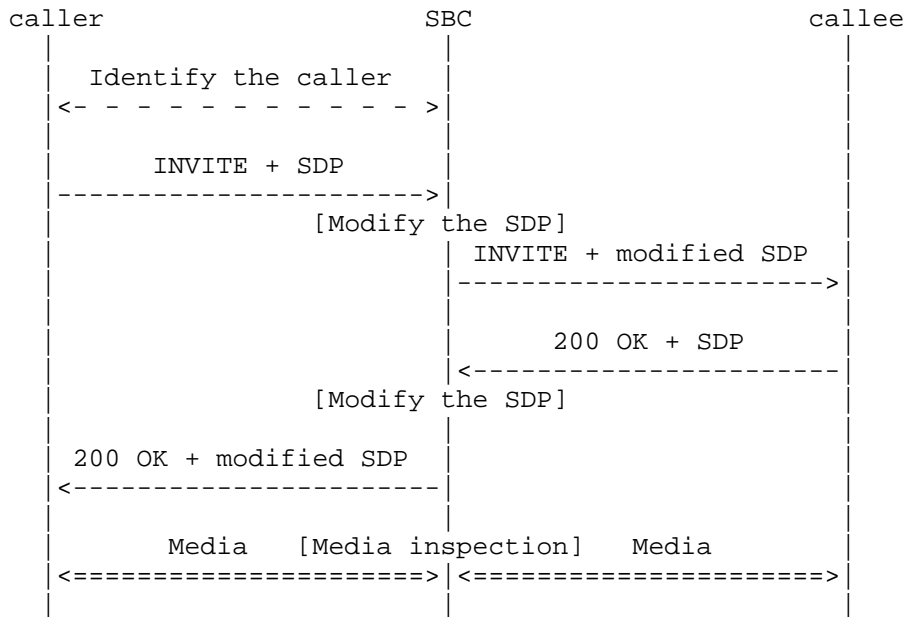 caller SBC callee
Identify the caller
INVITE + SDP
[Modify the SDP]
INVITE + modified SDP
200 OK + SDP
[Modify the SDP]
200 OK + modified SDP
Media [Media inspection] Media